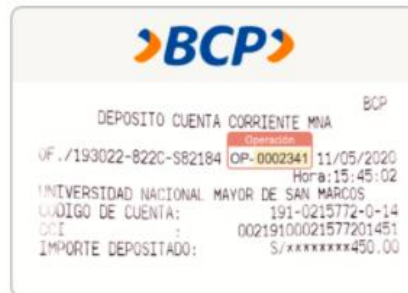 BCP
BCP
DEPOSITO CUENTA CORRIENTE MNA
Operación
OF./193022-822C-S82184 OP- 0002341 11/05/2020
Hora:15:45:02
UNIVERSIDAD NACIONAL MAYOR DE SAN MARCOS
CODIGO DE CUENTA: 191-0215772-0-14
CCI : 00219100021577201451
IMPORTE DEPOSITADO: S/xxxxxxxx450.00